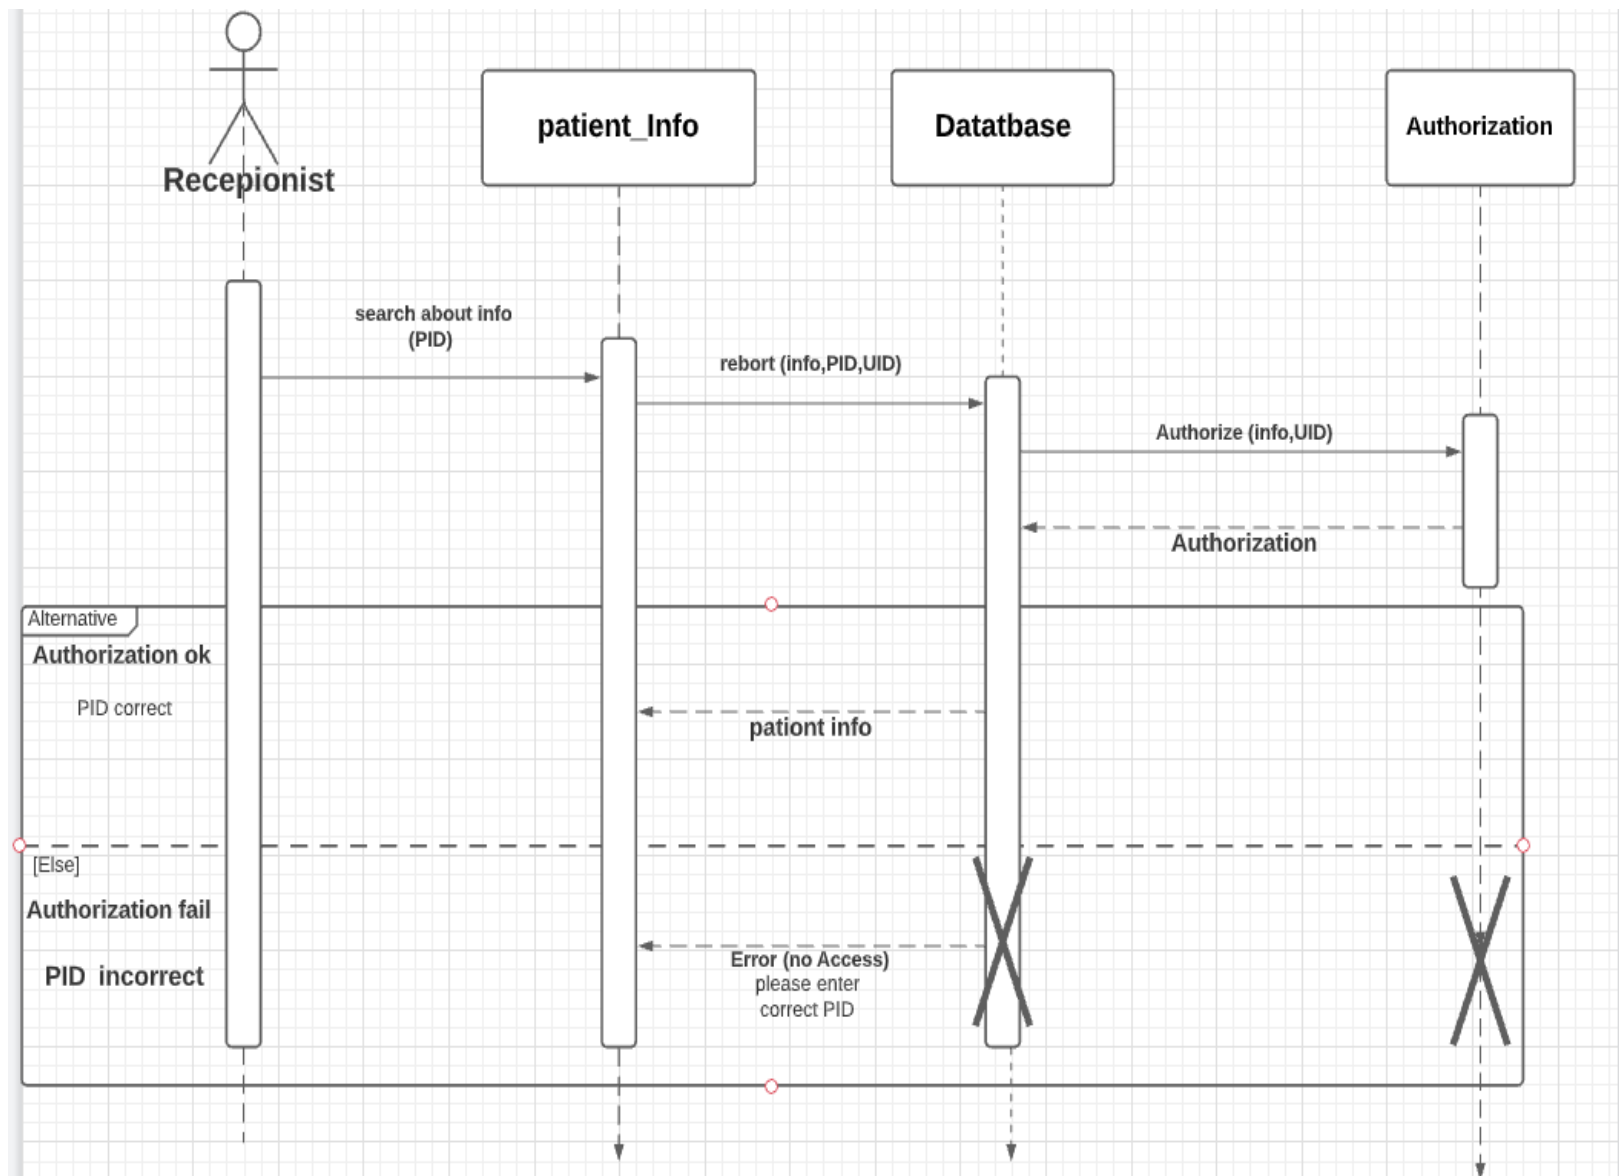 Recepionist
patient_Info
Datatbase
Authorization
search about info
(PID)
rebort (info,PID,UID)
Authorize (info,UID)
Authorization
Alternative
Authorization ok
PID correct
pationt info
[Else]
Authorization fail
PID incorrect
Error (no Access)
please enter
correct PID